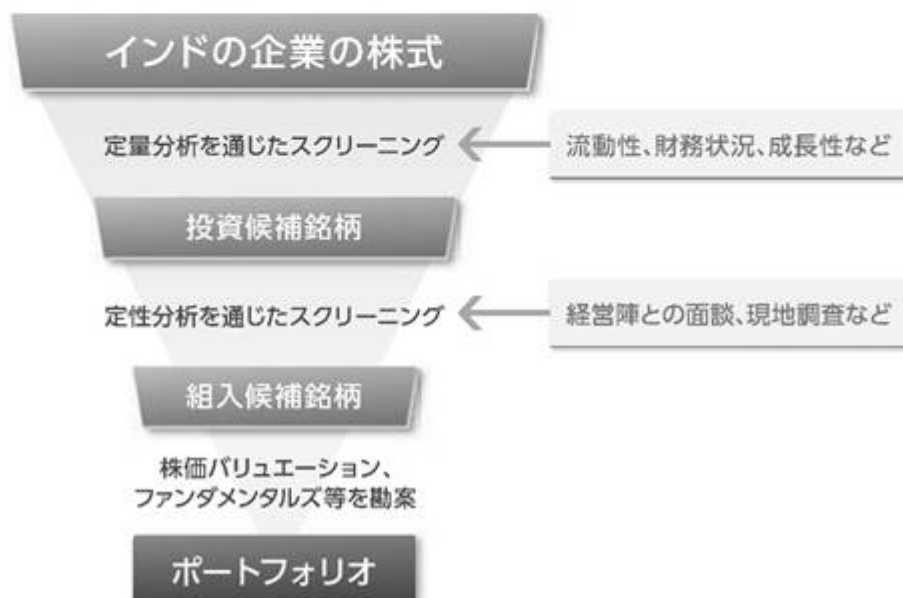 インドの企業の株式
定量分析を通じたスクリーニング
流動性、財務状況、成長性など
投資候補銘柄
定性分析を通じたスクリーニング
経営陣との面談、現地調査など
組入候補銘柄
株価バリュエーション、
ファンダメンタルズ等を勘案
ポートフォリオ